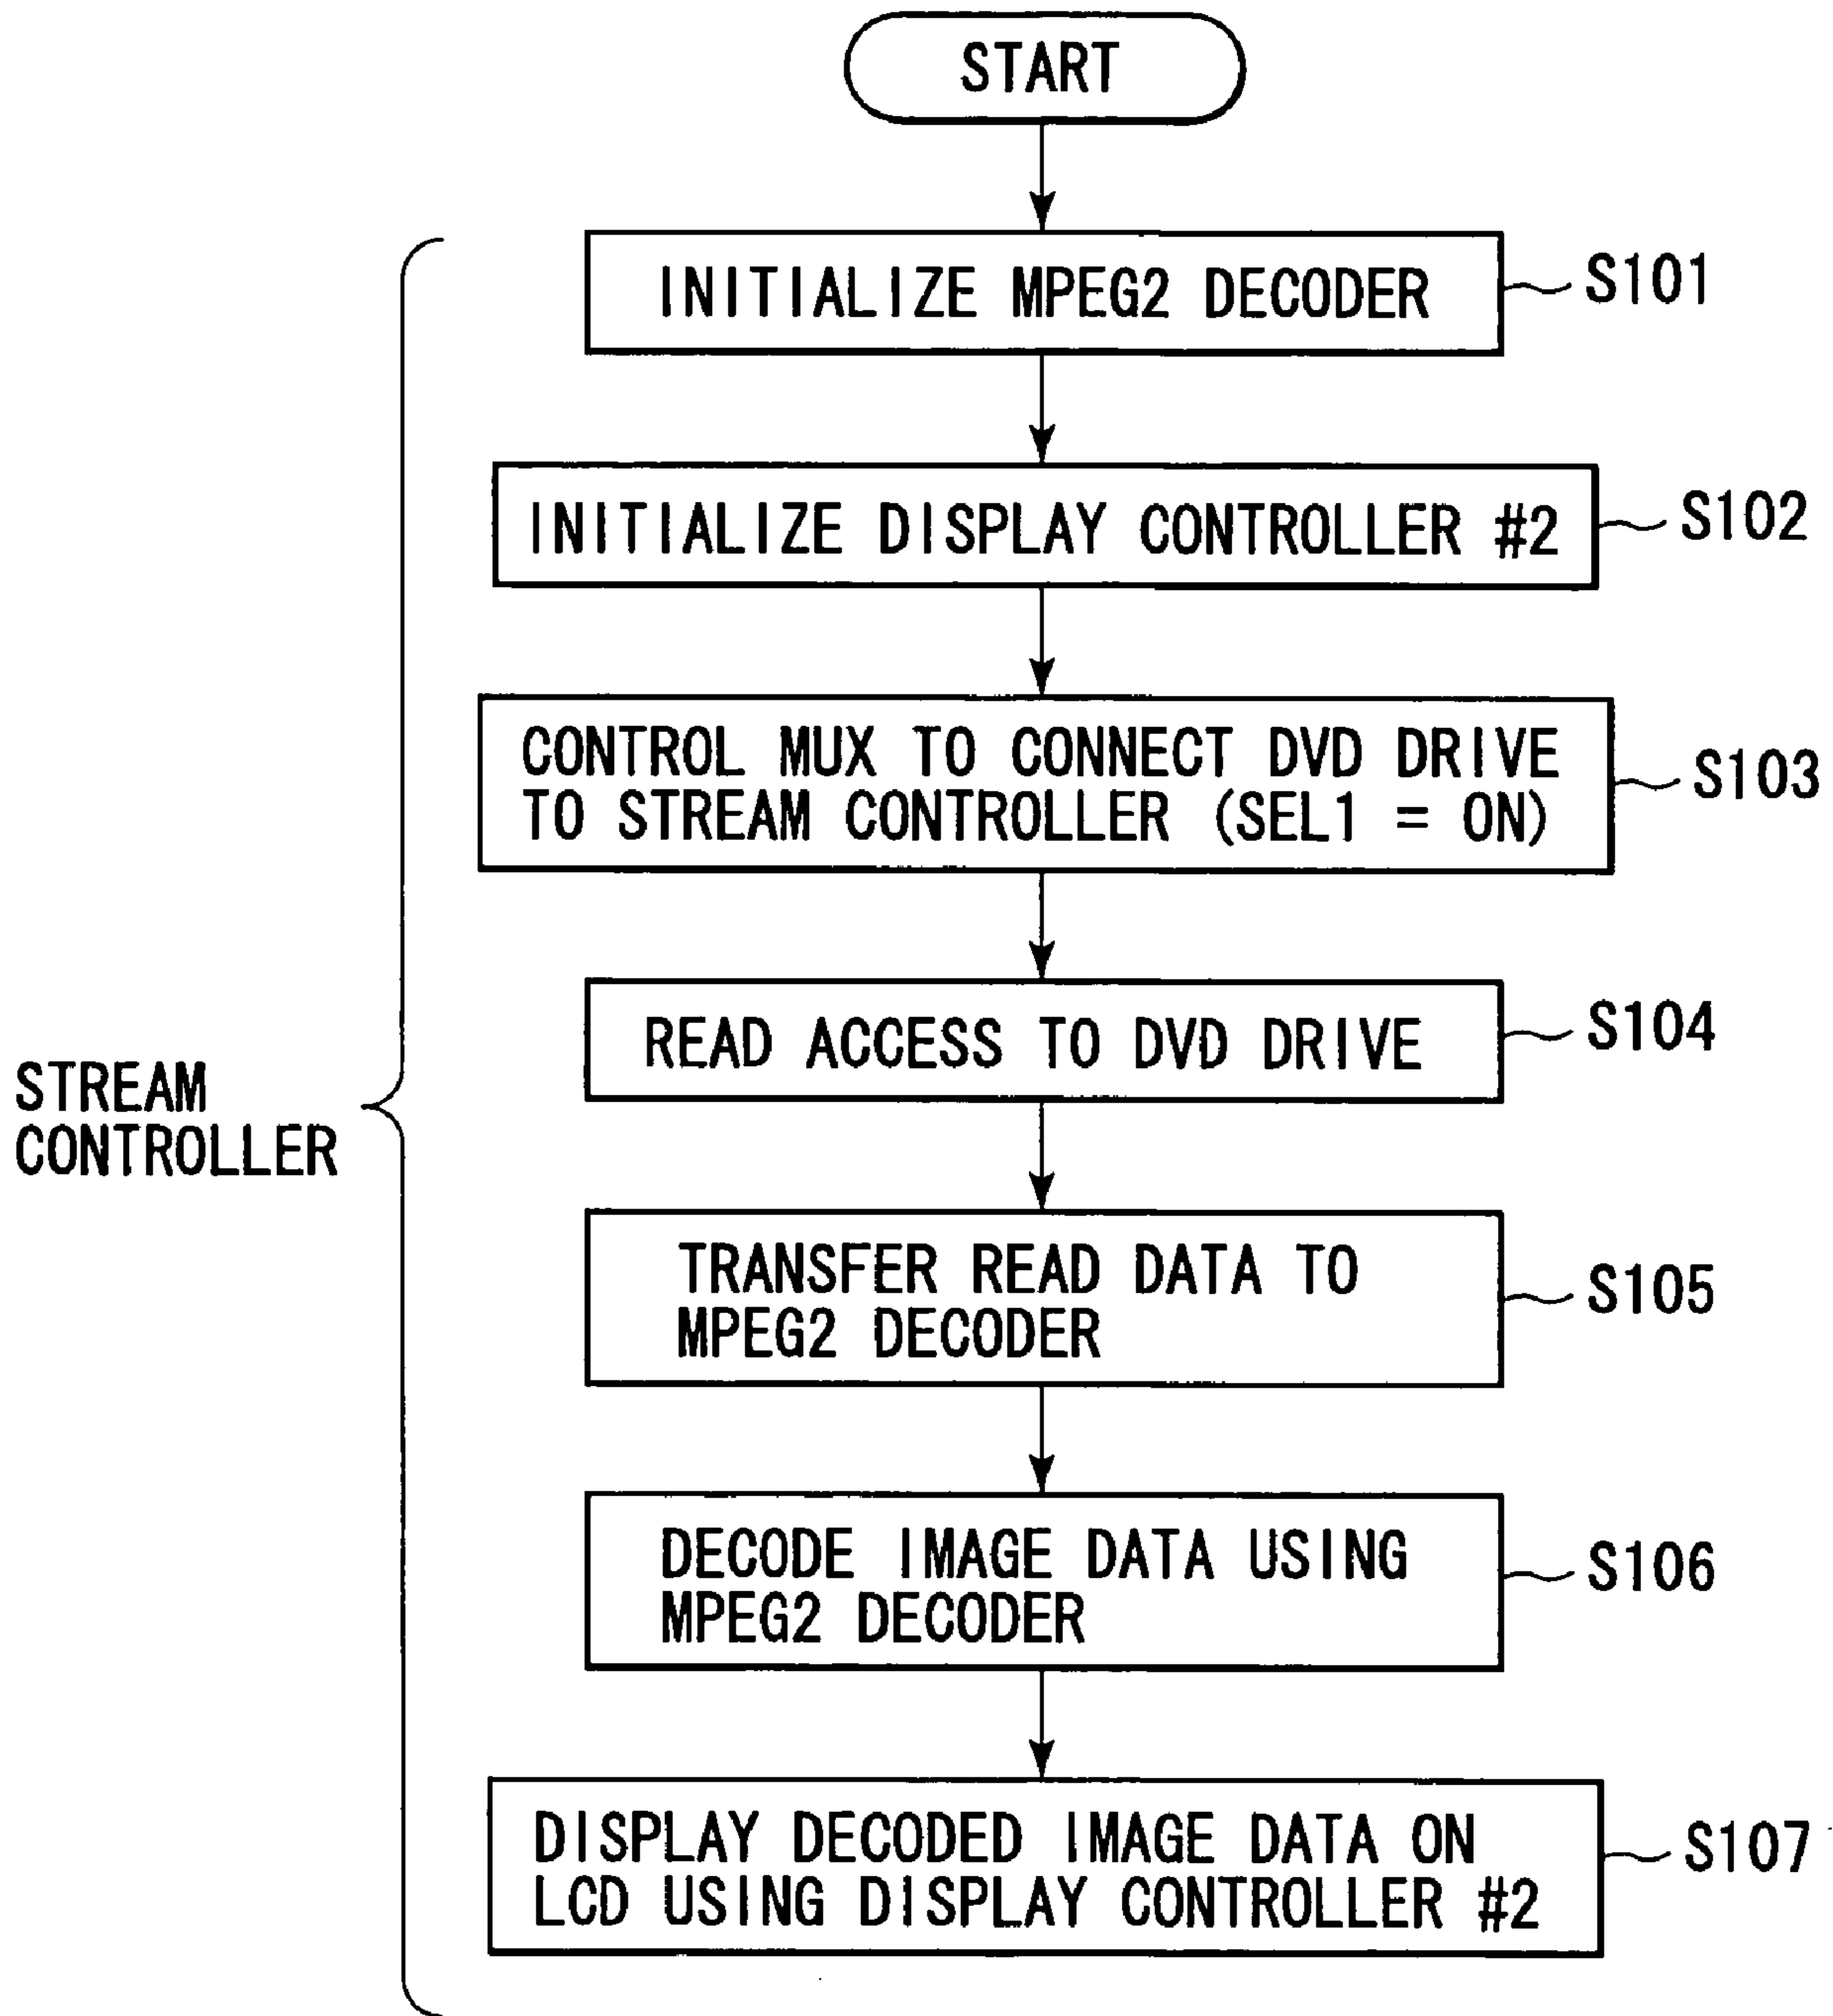 START
INITIALIZE MPEG2 DECODER
S101
INITIALIZE DISPLAY CONTROLLER #2
S102
CONTROL MUX TO CONNECT DVD DRIVE
TO STREAM CONTROLLER (SEL1 = ON)
S103
READ ACCESS TO DVD DRIVE
S104
STREAM
CONTROLLER
TRANSFER READ DATA TO
MPEG2 DECODER
S105
DECODE IMAGE DATA USING
MPEG2 DECODER
S106
DISPLAY DECODED IMAGE DATA ON
LCD USING DISPLAY CONTROLLER #2
S107